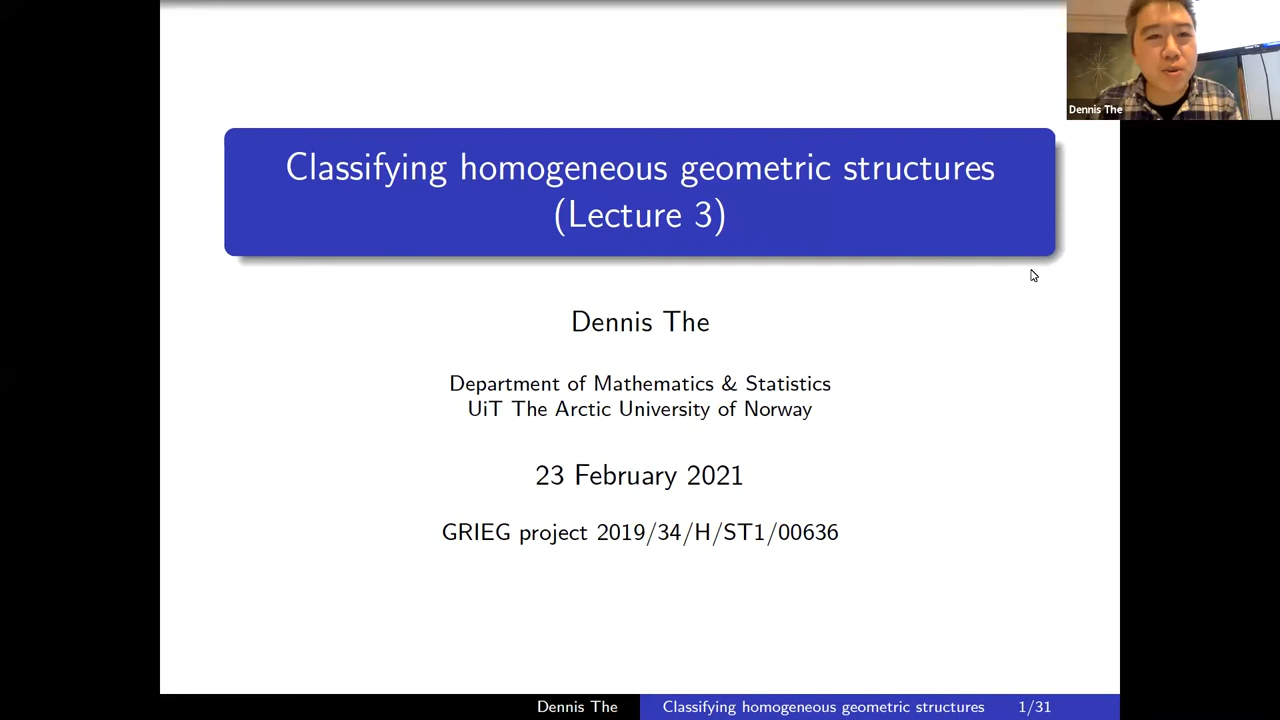 Dennis The
Classifying homogeneous geometric structures
(Lecture 3)
Dennis The
Department of Mathematics & Statistics
UiT The Arctic University of Norway
23 February 2021
GRIEG project 2019/34/H/ST1/00636
Dennis The
Classifying homogeneous geometric structures
1/31